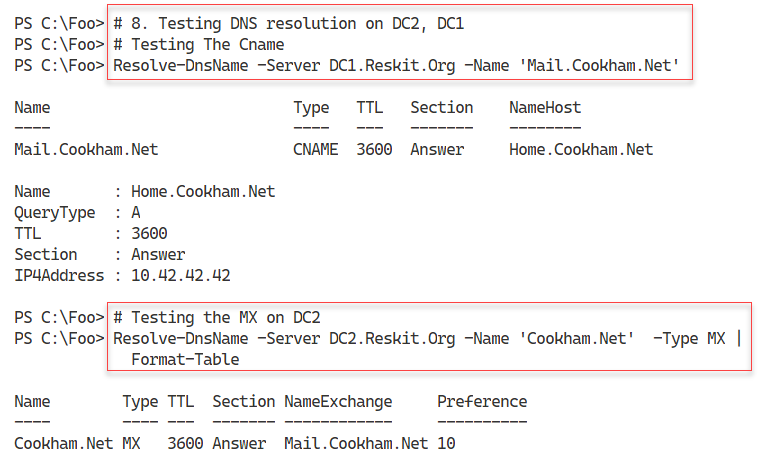 PS C:\Foo> # 8. Testing DNS resolution on DC2, DC1
PS C:\Foo> # Testing The Cname
PS C:\Foo> Resolve-DnsName -Server DC1.Reskit.Org -Name 'Mail.Cookham.Net'
Name Type TTL Section NameHost
---- ---- --- ------- --------
Mail.Cookham.Net CNAME 3600 Answer Home.Cookham.Net
Name : Home.Cookham.Net
QueryType : A
TTL : 3600
Section : Answer
IP4Address : 10.42.42.42
PS C:\Foo> # Testing the MX on DC2
PS C:\Foo> Resolve-DnsName -Server DC2.Reskit.Org -Name 'Cookham.Net' -Type MX |
Format-Table
Name Type TTL Section NameExchange Preference
---- ---- --- ------- ------------ ----------
Cookham.Net MX 3600 Answer Mail.Cookham.Net 10